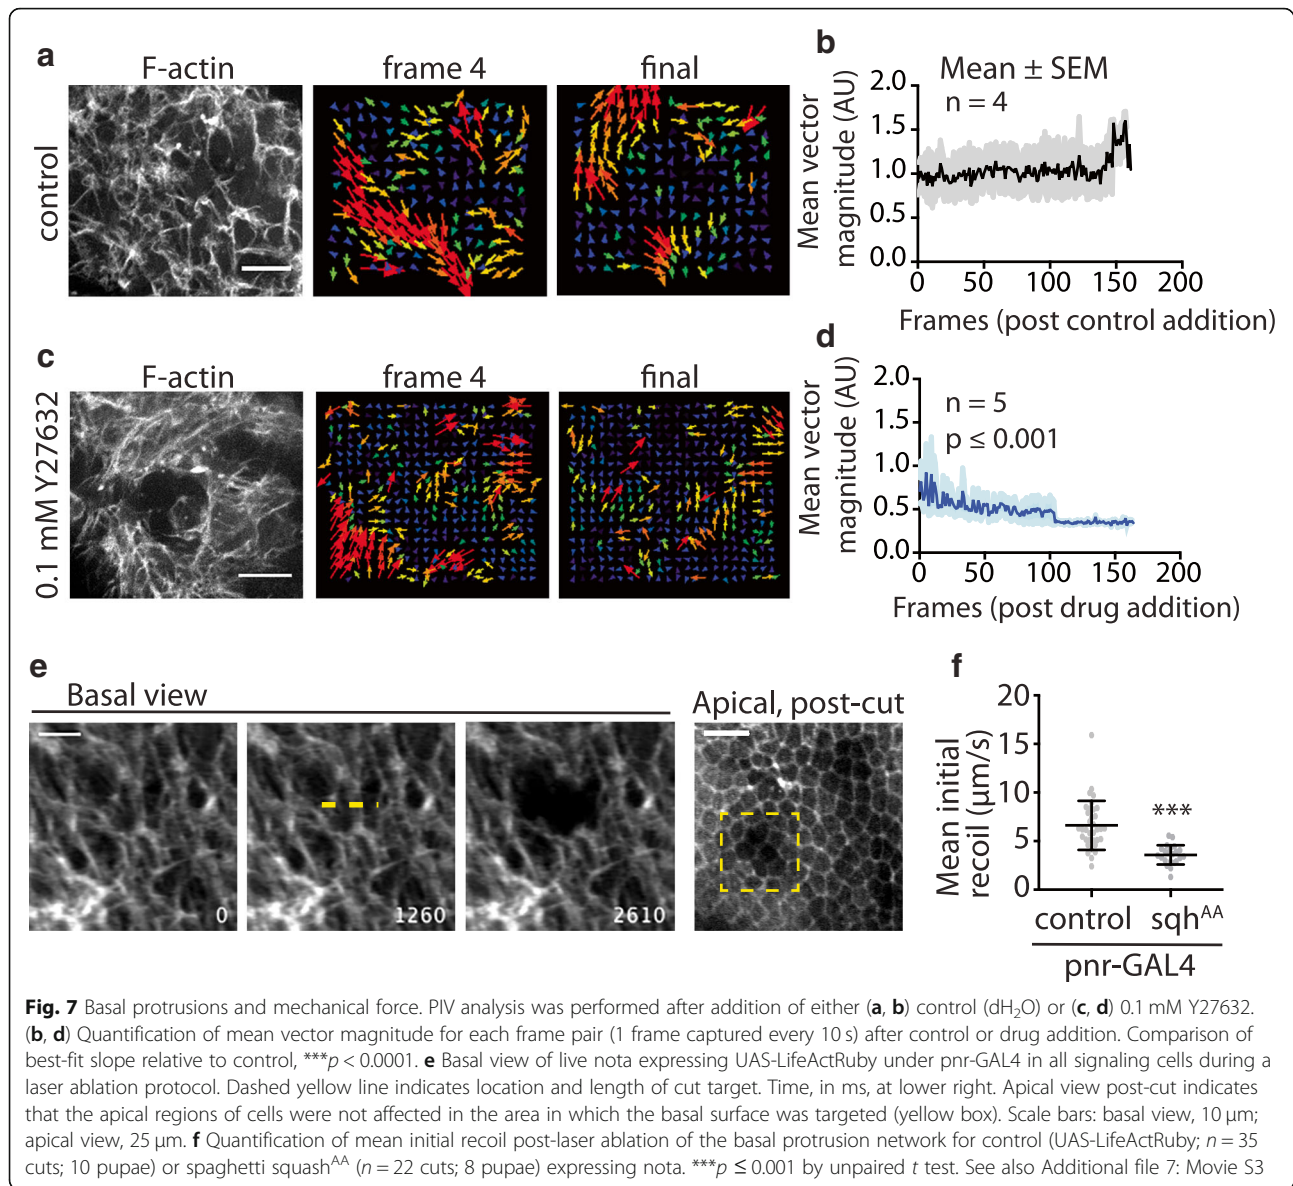 a
F-actin
frame 4
final
control
b
Mean ± SEM
n = 4
Mean vector
magnitude (AU)
2.0
1.5
1.0
0.5
0.0
0 50 100 150 200
Frames (post control addition)
c
F-actin
frame 4
final
0.1 mM Y27632
d
n = 5
p ≤ 0.001
Mean vector
magnitude (AU)
2.0
1.5
1.0
0.5
0.0
0 50 100 150 200
Frames (post drug addition)
e
Basal view
Apical, post-cut
0
1260
2610
f
Mean initial
recoil (μm/s)
20
15
10
5
0
***
control sqhᴬᴬ
pnr-GAL4
Fig. 7 Basal protrusions and mechanical force. PIV analysis was performed after addition of either (a, b) control (dH₂O) or (c, d) 0.1 mM Y27632.
(b, d) Quantification of mean vector magnitude for each frame pair (1 frame captured every 10 s) after control or drug addition. Comparison of
best-fit slope relative to control, ***p < 0.0001. e Basal view of live nota expressing UAS-LifeActRuby under pnr-GAL4 in all signaling cells during a
laser ablation protocol. Dashed yellow line indicates location and length of cut target. Time, in ms, at lower right. Apical view post-cut indicates
that the apical regions of cells were not affected in the area in which the basal surface was targeted (yellow box). Scale bars: basal view, 10 μm;
apical view, 25 μm. f Quantification of mean initial recoil post-laser ablation of the basal protrusion network for control (UAS-LifeActRuby; n = 35
cuts; 10 pupae) or spaghetti squashᴬᴬ (n = 22 cuts; 8 pupae) expressing nota. ***p ≤ 0.001 by unpaired t test. See also Additional file 7: Movie S3